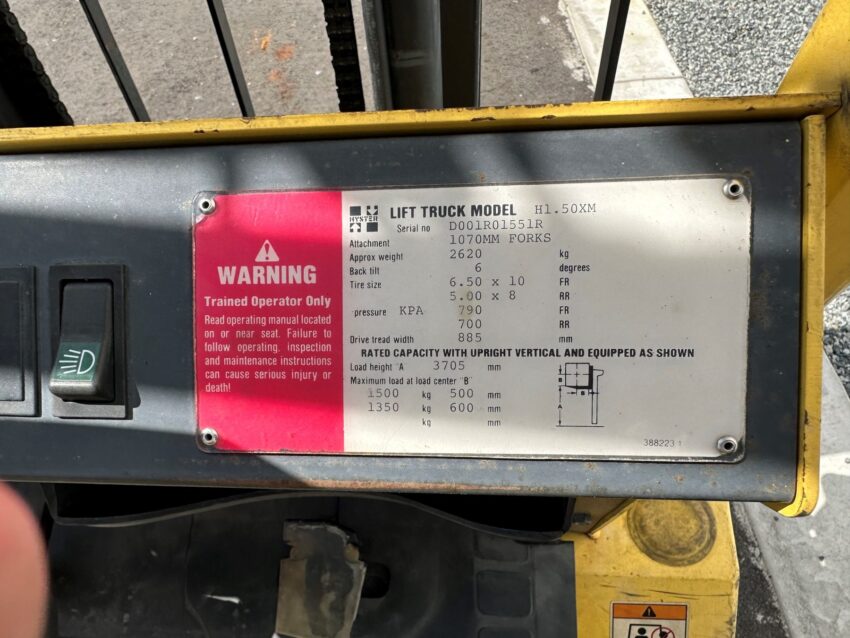 WARNING
Trained Operator Only
Read operating manual located
on or near seat. Failure to
follow operating, inspection
and maintenance instructions
can cause serious injury or
death!
HYSTER
LIFT TRUCK MODEL H1.50XM
Serial no D001R01551R
Attachment 1070MM FORKS
Approx weight 2620 kg
Back tilt 6 degrees
Tire size 6.50 x 10 FR
5.00 x 8 RR
pressure KPA 790 FR
700 RR
Drive tread width 885 mm
RATED CAPACITY WITH UPRIGHT VERTICAL AND EQUIPPED AS SHOWN
Load height "A 3705 mm
Maximum load at load center "B"
1500 kg 500 mm
1350 kg 600 mm
kg mm
B
B
A
388223 1